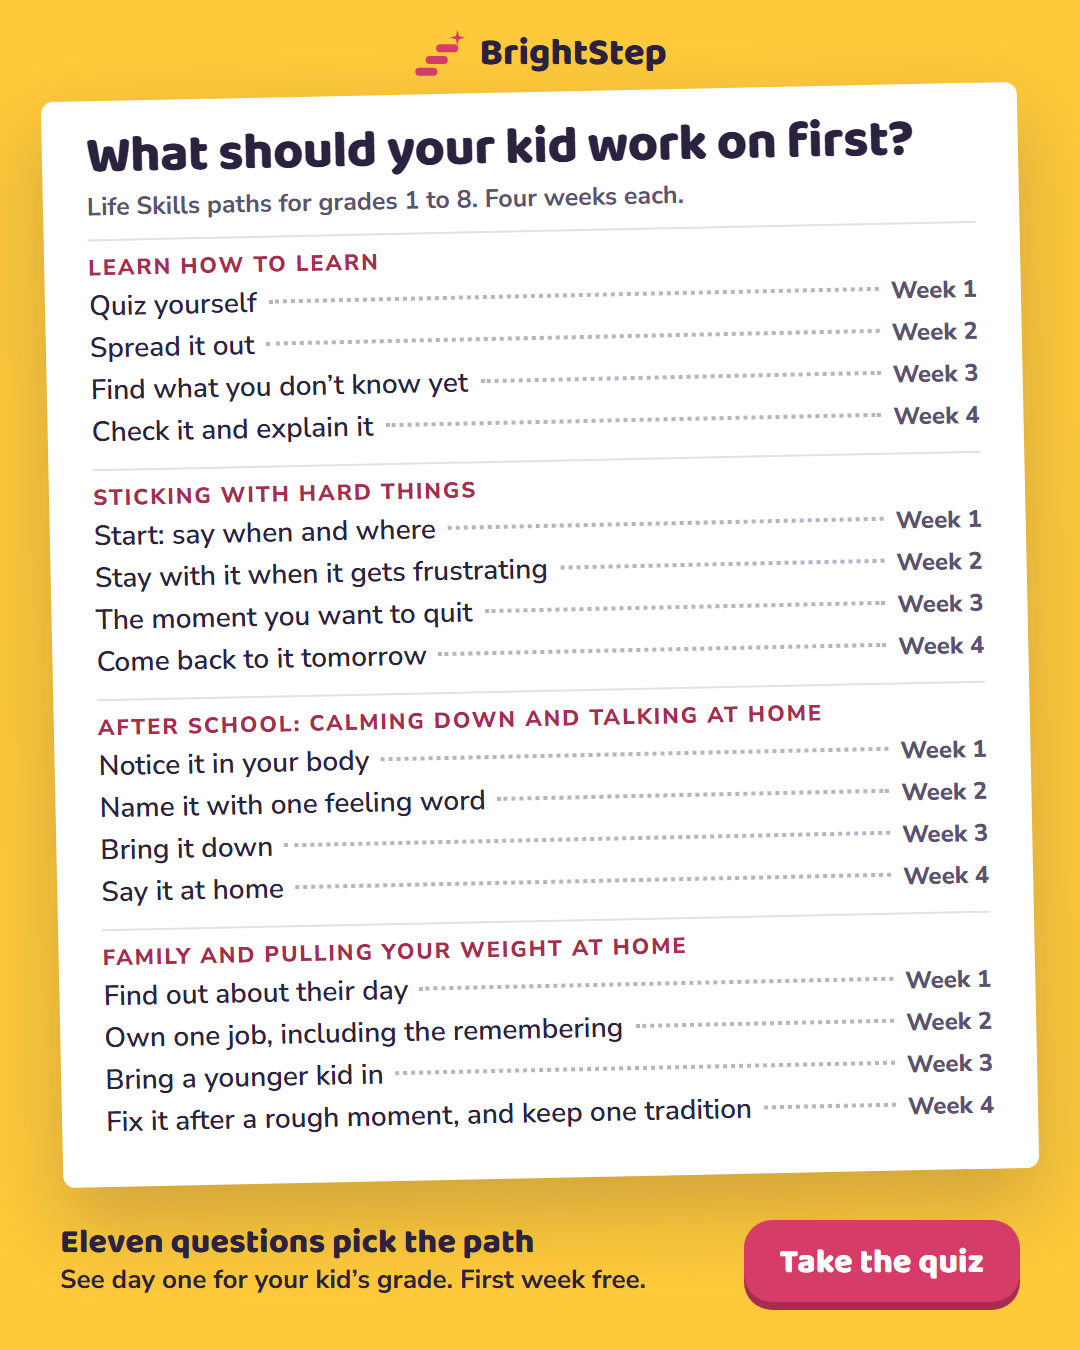 BrightStep
What should your kid work on first?
Life Skills paths for grades 1 to 8. Four weeks each.
LEARN HOW TO LEARN
Quiz yourself Week 1
Spread it out Week 2
Find what you don’t know yet Week 3
Check it and explain it Week 4
STICKING WITH HARD THINGS
Start: say when and where Week 1
Stay with it when it gets frustrating Week 2
The moment you want to quit Week 3
Come back to it tomorrow Week 4
AFTER SCHOOL: CALMING DOWN AND TALKING AT HOME
Notice it in your body Week 1
Name it with one feeling word Week 2
Bring it down Week 3
Say it at home Week 4
FAMILY AND PULLING YOUR WEIGHT AT HOME
Find out about their day Week 1
Own one job, including the remembering Week 2
Bring a younger kid in Week 3
Fix it after a rough moment, and keep one tradition Week 4
Eleven questions pick the path
See day one for your kid’s grade. First week free.
Take the quiz